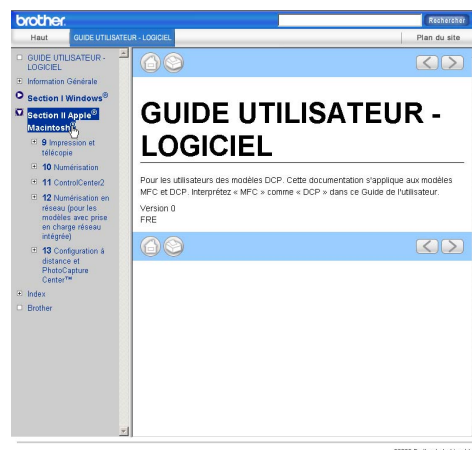 brother.
Rechercher
Haut
GUIDE UTILISATEUR - LOGICIEL
Plan du site
GUIDE UTILISATEUR -
LOGICIEL
Information Générale
Section I Windows®
Section II Apple®
Macintosh®
9 Impression et
télécopie
10 Numérisation
11 ControlCenter2
12 Numérisation en
réseau (pour les
modèles avec prise
en charge réseau
intégrée)
13 Configuration à
distance et
PhotoCapture
Center™
Index
Brother
GUIDE UTILISATEUR -
LOGICIEL
Pour les utilisateurs des modèles DCP. Cette documentation s'applique aux modèles
MFC et DCP. Interprétez « MFC » comme « DCP » dans ce Guide de l'utilisateur.
Version 0
FRE